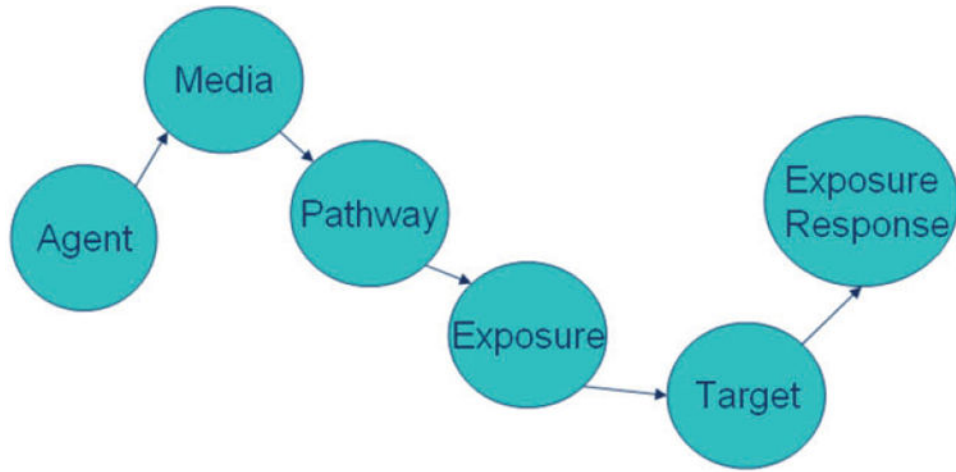 Agent
Media
Pathway
Exposure
Target
Exposure
Response